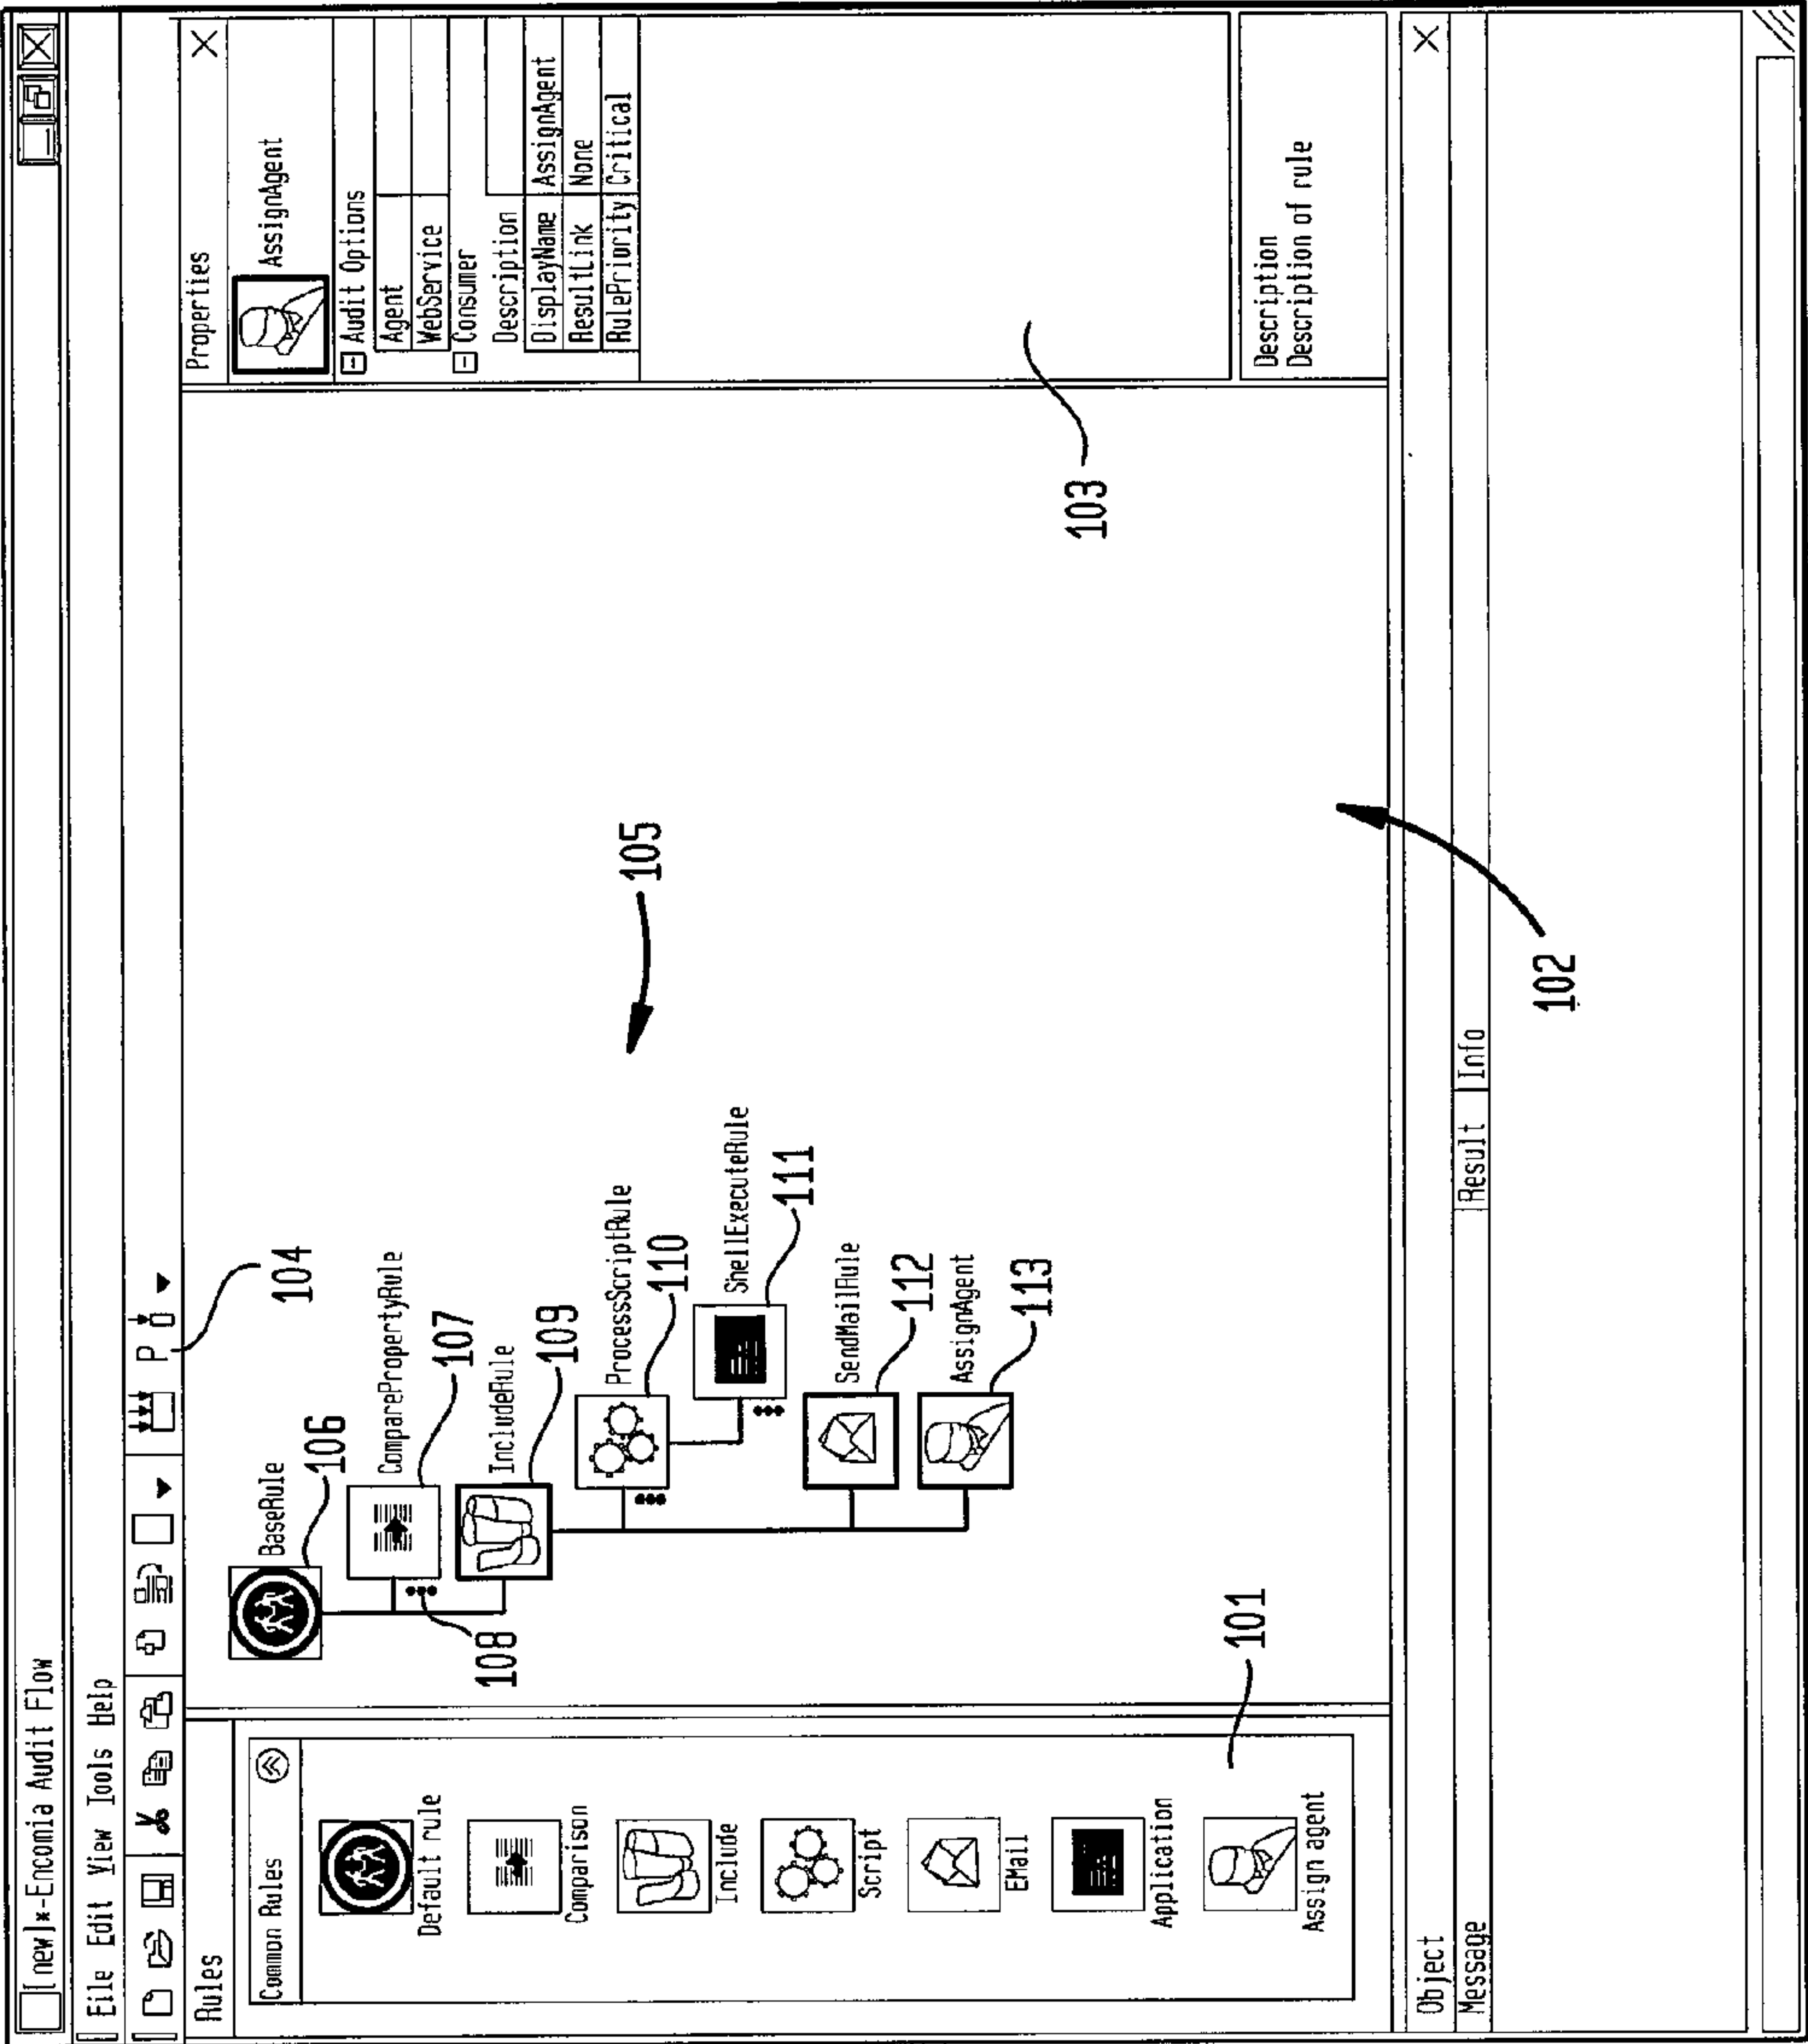 [new]*-Encomia Audit Flow
File Edit View Tools Help
P
104
Rules
Common Rules
Default rule
Comparison
Include
Script
EMail
Application
Assign agent
101
BaseRule
106
ComparePropertyRule
107
108
IncludeRule
109
ProcessScriptRule
110
ShellExecuteRule
111
SendMailRule
112
AssignAgent
113
105
103
102
Properties
AssignAgent
Audit Options
Agent
WebService
Consumer
Description
DisplayName AssignAgent
ResultLink None
RulePriority Critical
Description
Description of rule
Object
Message Result Info